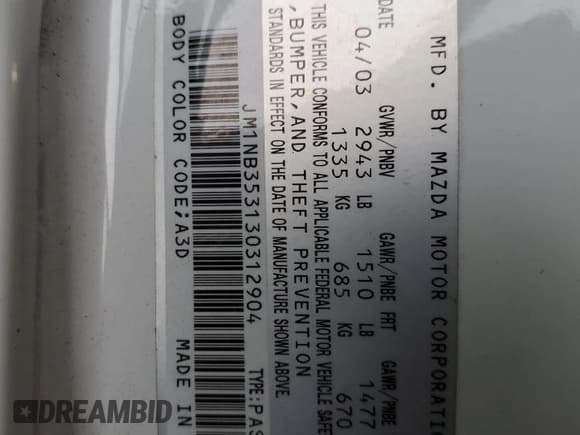 MFD. BY MAZDA MOTOR CORPORATI
DATE GVWR/PNBV GAWR/PNBE FRT GAWR/PNBE
04/03 2943 LB 1510 LB 1477
1335 KG 685 KG 670
THIS VEHICLE CONFORMS TO ALL APPLICABLE FEDERAL MOTOR VEHICLE SAFE
, BUMPER, AND THEFT PREVENTION
STANDARDS IN EFFECT ON THE DATE OF MANUFACTURE SHOWN ABOVE.
JM1NB353130312904 TYPE:PAS
BODY COLOR CODE;A3D MADE IN
DREAMBID